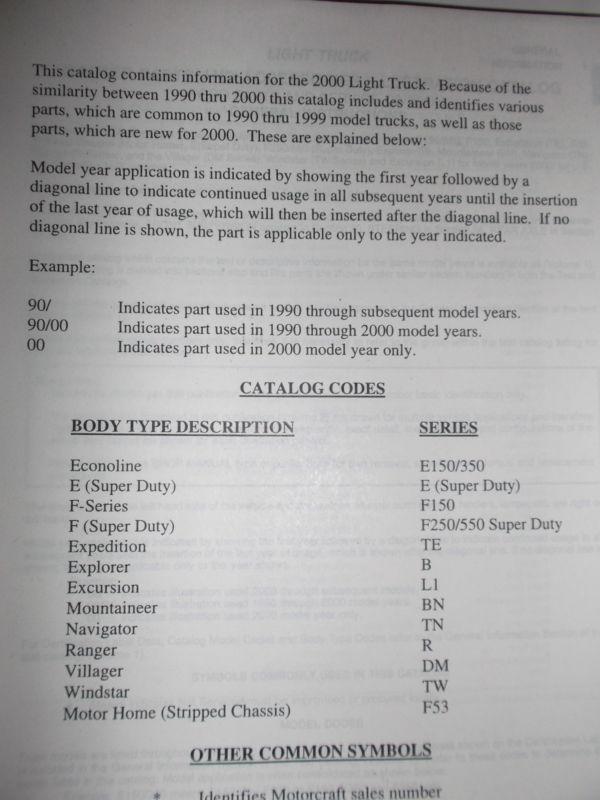 LIGHT TRUCK
This catalog contains information for the 2000 Light Truck. Because of the
similarity between 1990 thru 2000 this catalog includes and identifies various
parts, which are common to 1990 thru 1999 model trucks, as well as those
parts, which are new for 2000. These are explained below:
Model year application is indicated by showing the first year followed by a
diagonal line to indicate continued usage in all subsequent years until the insertion
of the last year of usage, which will then be inserted after the diagonal line. If no
diagonal line is shown, the part is applicable only to the year indicated.
Example:
90/ Indicates part used in 1990 through subsequent model years.
90/00 Indicates part used in 1990 through 2000 model years.
00 Indicates part used in 2000 model year only.
CATALOG CODES
BODY TYPE DESCRIPTION SERIES
Econoline E150/350
E (Super Duty) E (Super Duty)
F-Series F150
F (Super Duty) F250/550 Super Duty
Expedition TE
Explorer B
Excursion L1
Mountaineer BN
Navigator TN
Ranger R
Villager DM
Windstar TW
Motor Home (Stripped Chassis) F53
OTHER COMMON SYMBOLS
* Identifies Motorcraft sales number